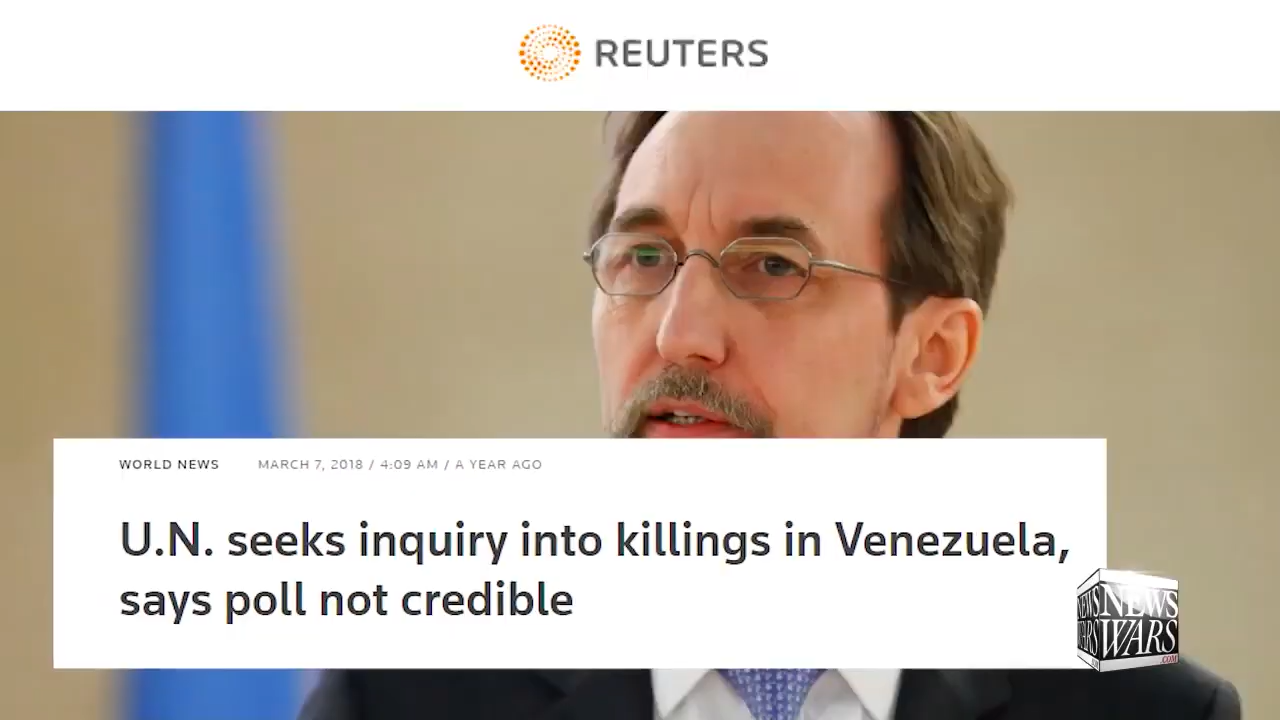 REUTERS
WORLD NEWS MARCH 7, 2018 / 4:09 AM / A YEAR AGO
U.N. seeks inquiry into killings in Venezuela,
says poll not credible
NEWS
WARS
.COM